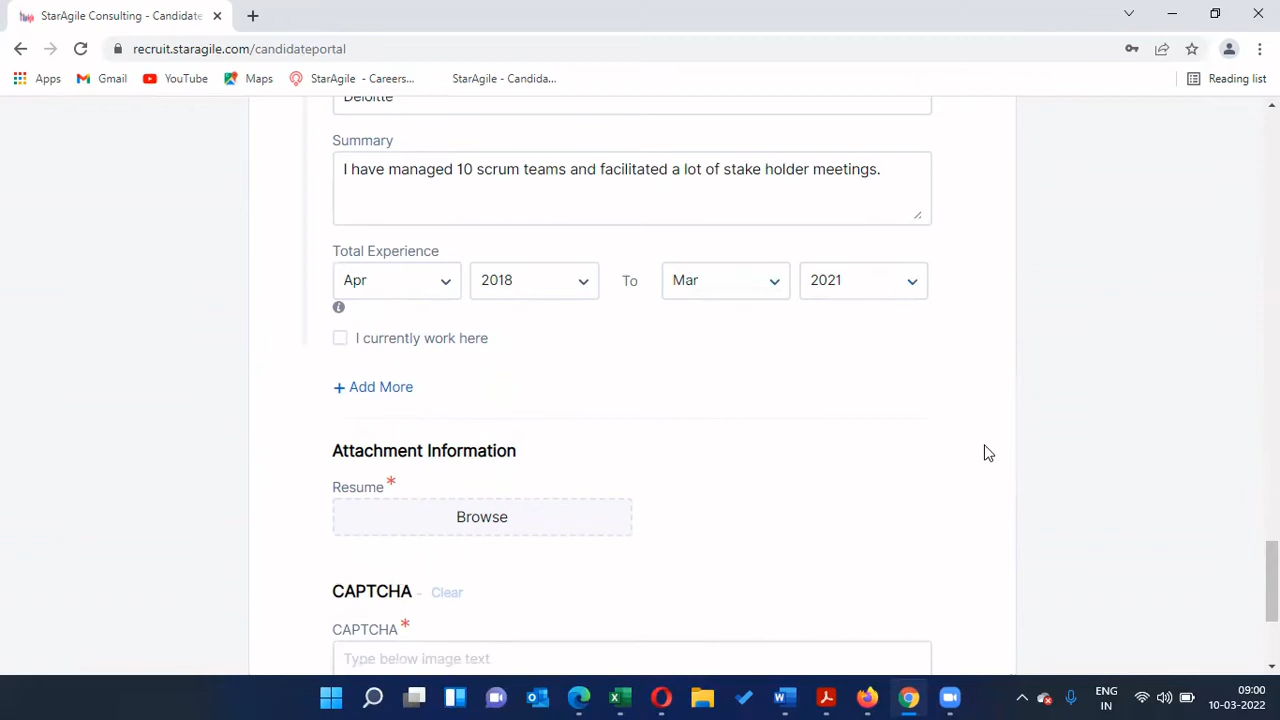 StarAgile Consulting - Candidate
recruit.staragile.com/candidateportal
Apps Gmail YouTube Maps StarAgile - Careers... StarAgile - Candida... Reading list
Deloitte
Summary
I have managed 10 scrum teams and facilitated a lot of stake holder meetings.
Total Experience
Apr 2018 To Mar 2021
I currently work here
+ Add More
Attachment Information
Resume *
Browse
CAPTCHA - Clear
CAPTCHA *
Type below image text
ENG 09:00
IN 10-03-2022